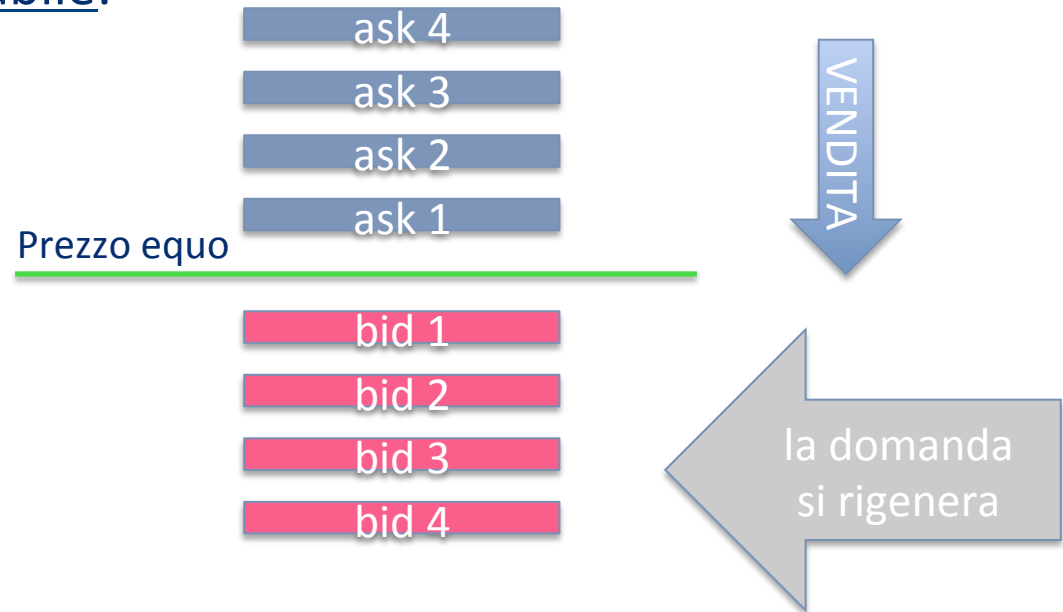 ask 4
ask 3
ask 2
ask 1
VENDITA
Prezzo equo
bid 1
bid 2
bid 3
bid 4
la domanda
si rigenera